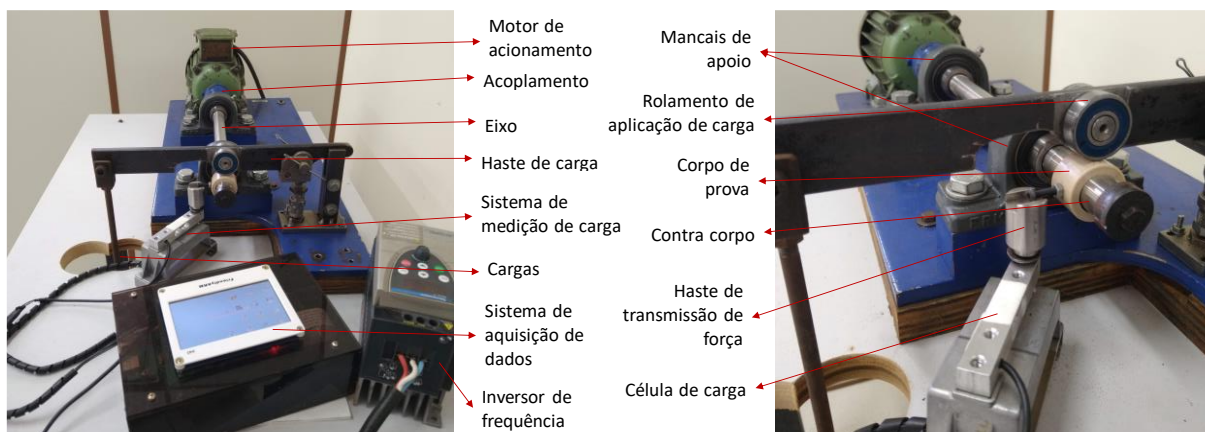 Motor de
acionamento
Acoplamento
Eixo
Haste de carga
Sistema de
medição de carga
Cargas
Sistema de
aquisição de
dados
Inversor de
frequência
Mancais de
apoio
Rolamento de
aplicação de carga
Corpo de
prova
Contra corpo
Haste de
transmissão de
força
Célula de carga